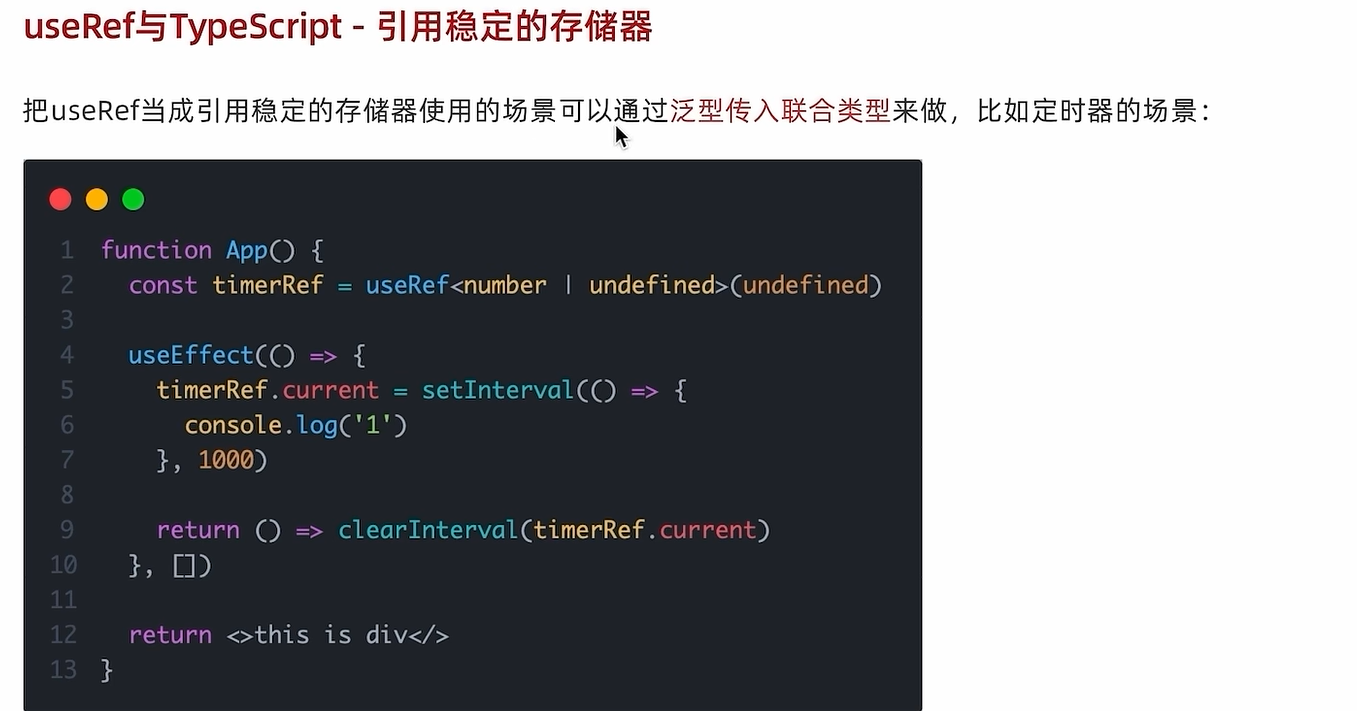 useRef与TypeScript - 引用稳定的存储器
把useRef当成引用稳定的存储器使用的场景可以通过泛型传入联合类型来做，比如定时器的场景：
1 function App() {
2   const timerRef = useRef<number | undefined>(undefined)
3
4   useEffect(() => {
5     timerRef.current = setInterval(() => {
6       console.log('1')
7     }, 1000)
8
9     return () => clearInterval(timerRef.current)
10   }, [])
11
12   return <>this is div</>
13 }